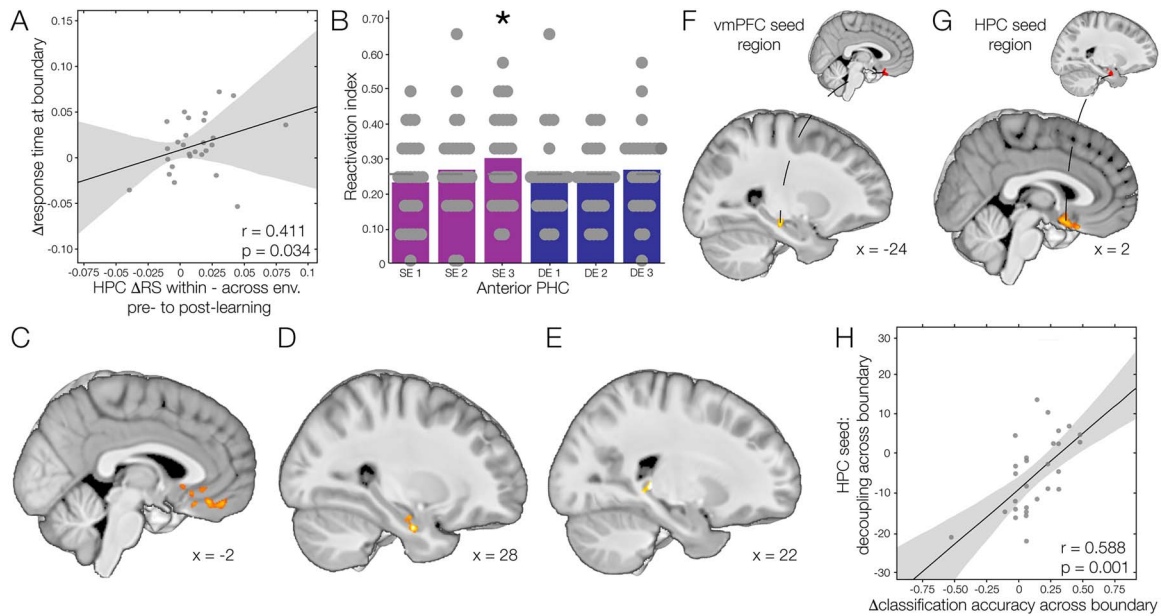 A
Δresponse time at boundary
0.15
0.10
0.05
0
-0.05
-0.10
-0.075
-0.05
-0.025
0
0.025
0.05
0.075
0.1
r = 0.411
p = 0.034
HPC ΔRS within - across env.
pre- to post-learning
B
Reactivation index
0.70
0.60
0.50
0.40
0.30
0.20
0.10
0
*
SE 1
SE 2
SE 3
DE 1
DE 2
DE 3
Anterior PHC
F
vmPFC seed
region
x = -24
G
HPC seed
region
x = 2
C
x = -2
D
x = 28
E
x = 22
H
HPC seed:
decoupling across boundary
30
20
10
0
-10
-20
-30
-0.75
-0.50
-0.25
0
0.25
0.50
0.75
r = 0.588
p = 0.001
Δclassification accuracy across boundary